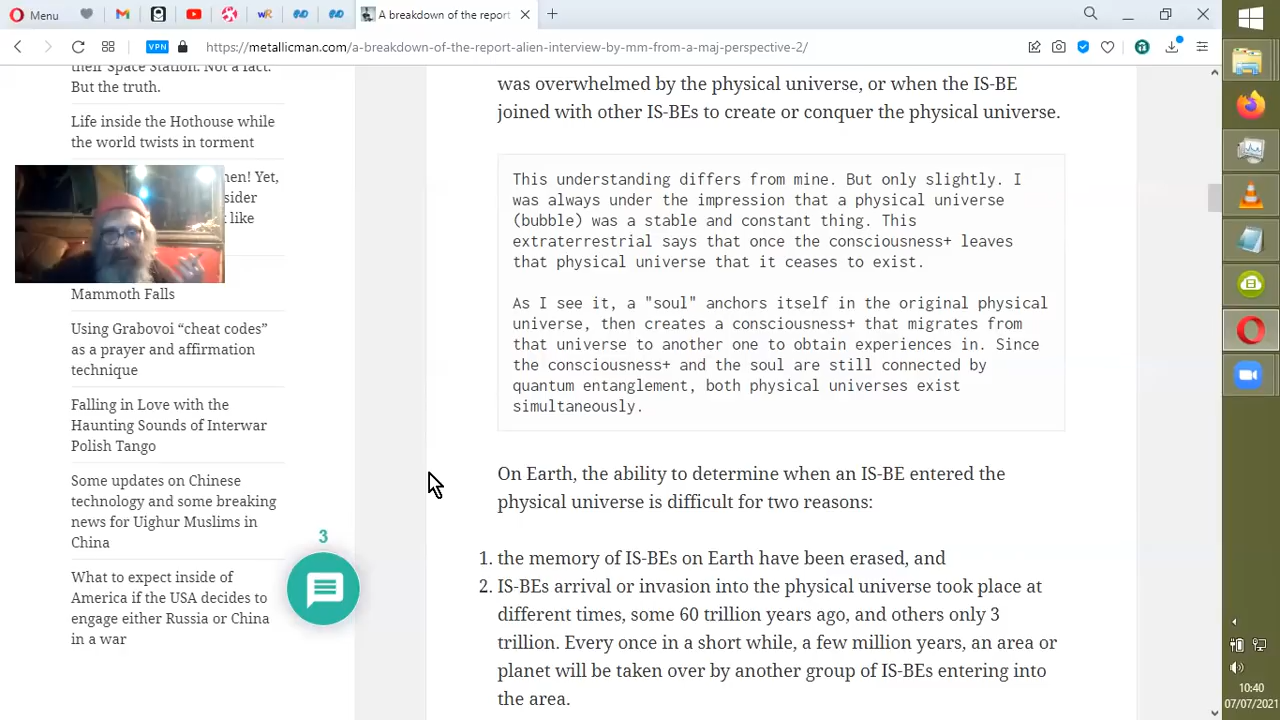 Menu
A breakdown of the report
https://metallicman.com/a-breakdown-of-the-report-alien-interview-by-mm-from-a-maj-perspective-2/
VPN
their Space Station. Not a fact.
But the truth.
Life inside the Hothouse while
the world twists in torment
hen! Yet,
sider
like
Mammoth Falls
Using Grabovoi “cheat codes”
as a prayer and affirmation
technique
Falling in Love with the
Haunting Sounds of Interwar
Polish Tango
Some updates on Chinese
technology and some breaking
news for Uighur Muslims in
China
What to expect inside of
America if the USA decides to
engage either Russia or China
in a war
3
was overwhelmed by the physical universe, or when the IS-BE
joined with other IS-BEs to create or conquer the physical universe.
This understanding differs from mine. But only slightly. I
was always under the impression that a physical universe
(bubble) was a stable and constant thing. This
extraterrestrial says that once the consciousness+ leaves
that physical universe that it ceases to exist.
As I see it, a "soul" anchors itself in the original physical
universe, then creates a consciousness+ that migrates from
that universe to another one to obtain experiences in. Since
the consciousness+ and the soul are still connected by
quantum entanglement, both physical universes exist
simultaneously.
On Earth, the ability to determine when an IS-BE entered the
physical universe is difficult for two reasons:
1. the memory of IS-BEs on Earth have been erased, and
2. IS-BEs arrival or invasion into the physical universe took place at
different times, some 60 trillion years ago, and others only 3
trillion. Every once in a short while, a few million years, an area or
planet will be taken over by another group of IS-BEs entering into
the area.
10:40
07/07/2021